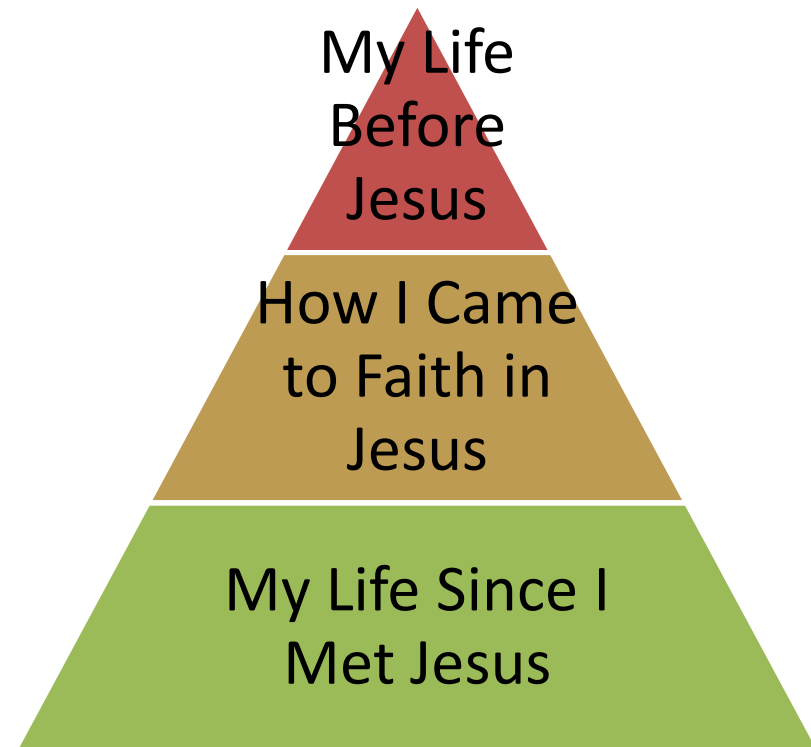 My Life
Before
Jesus
How I Came
to Faith in
Jesus
My Life Since I
Met Jesus